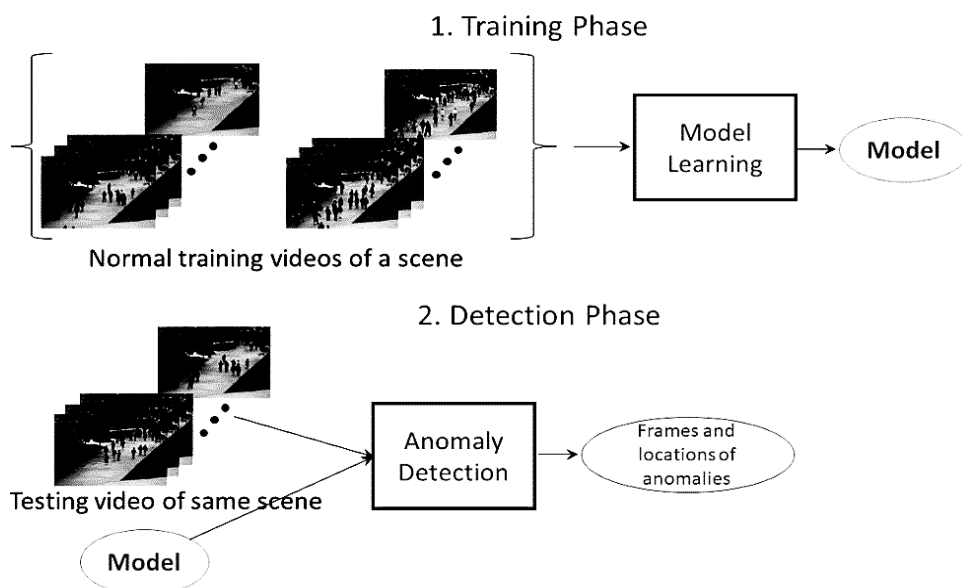 1. Training Phase
Model
Learning
Model
Normal training videos of a scene
2. Detection Phase
Anomaly
Detection
Frames and
locations of
anomalies
Testing video of same scene
Model